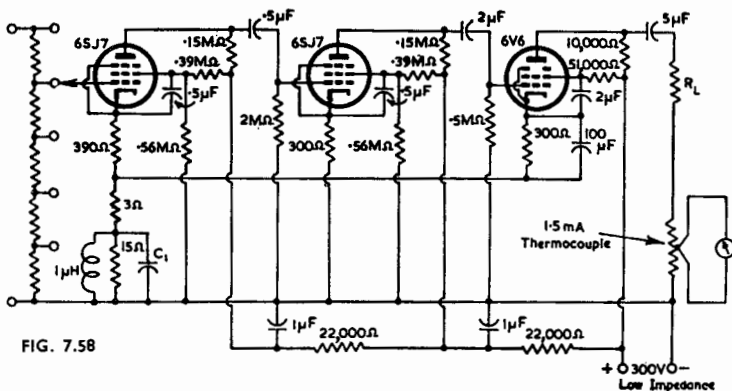 .5µF
2µF
5µF
6SJ7
.15MΩ
6SJ7
.15MΩ
6V6
10,000Ω
.39MΩ
.39MΩ
51,000Ω
.5µF
.5µF
2µF
R_L
390Ω
.56MΩ
2MΩ
300Ω
.56MΩ
.5MΩ
300Ω
100
µF
3Ω
1.5mA
Thermocouple
15Ω
C₁
1µH
1µF
1µF
22,000Ω
22,000Ω
FIG. 7.58
+ 300V –
Low Impedance